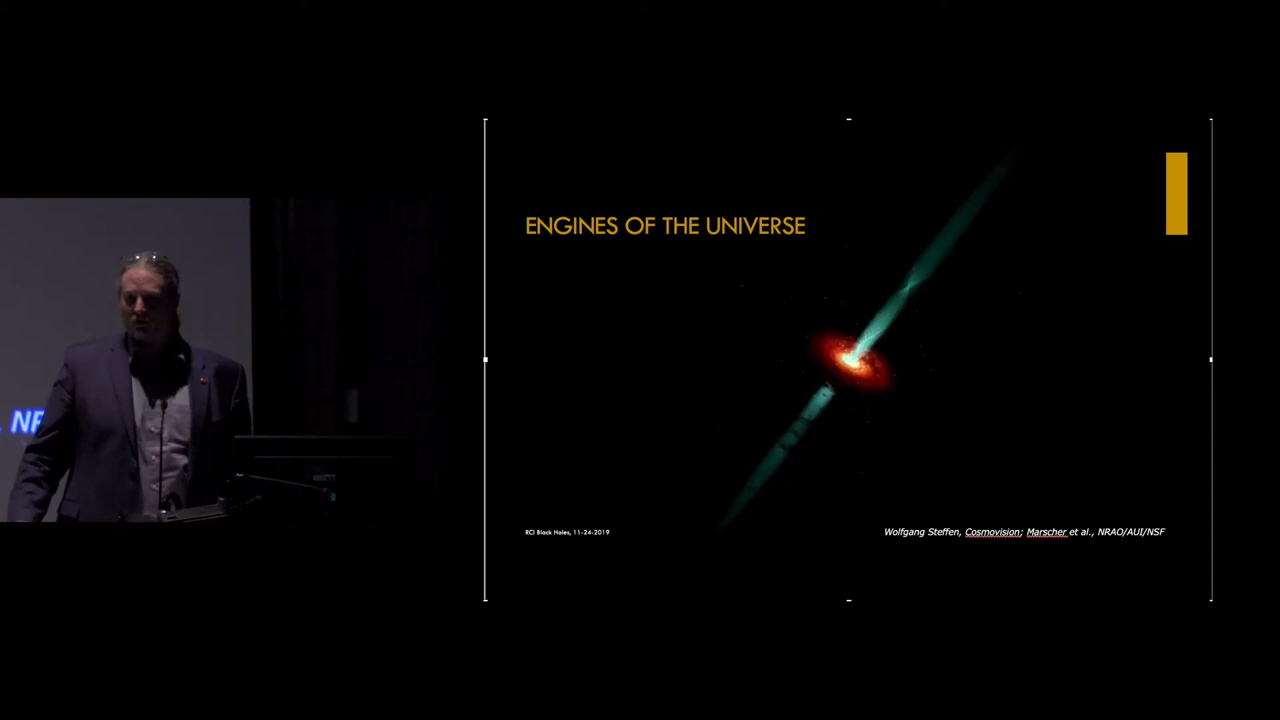 ENGINES OF THE UNIVERSE
NR
RCI Black Holes, 11-24-2019
Wolfgang Steffen, Cosmovision; Marscher et al., NRAO/AUI/NSF